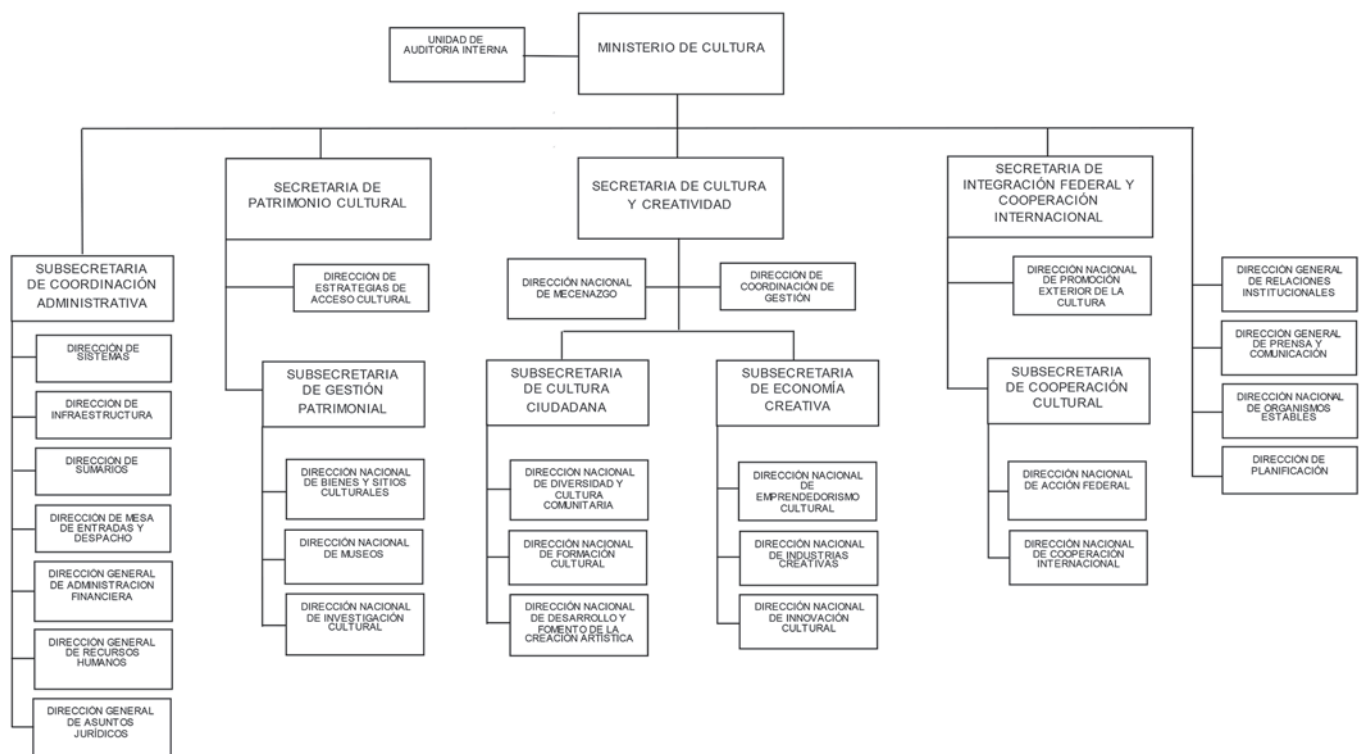 UNIDAD DE
AUDITORIA INTERNA
MINISTERIO DE CULTURA
SECRETARIA DE
PATRIMONIO CULTURAL
SECRETARIA DE CULTURA
Y CREATIVIDAD
SECRETARIA DE
INTEGRACIÓN FEDERAL Y
COOPERACIÓN
INTERNACIONAL
SUBSECRETARIA
DE COORDINACIÓN
ADMINISTRATIVA
DIRECCIÓN DE
SISTEMAS
DIRECCIÓN DE
INFRAESTRUCTURA
DIRECCIÓN DE
SUMARIOS
DIRECCIÓN DE MESA
DE ENTRADAS Y
DESPACHO
DIRECCIÓN GENERAL
DE ADMINISTRACIÓN
FINANCIERA
DIRECCIÓN GENERAL
DE RECURSOS
HUMANOS
DIRECCIÓN GENERAL
DE ASUNTOS
JURÍDICOS
DIRECCIÓN DE
ESTRATEGIAS DE
ACCESO CULTURAL
SUBSECRETARIA
DE GESTIÓN
PATRIMONIAL
DIRECCIÓN NACIONAL
DE BIENES Y SITIOS
CULTURALES
DIRECCIÓN NACIONAL
DE MUSEOS
DIRECCIÓN NACIONAL
DE INVESTIGACIÓN
CULTURAL
DIRECCIÓN NACIONAL
DE MECENAZGO
DIRECCIÓN DE
COORDINACIÓN DE
GESTIÓN
SUBSECRETARIA
DE CULTURA
CIUDADANA
DIRECCIÓN NACIONAL
DE DIVERSIDAD Y
CULTURA
COMUNITARIA
DIRECCIÓN NACIONAL
DE FORMACIÓN
CULTURAL
DIRECCIÓN NACIONAL
DE DESARROLLO Y
FOMENTO DE LA
CREACIÓN ARTÍSTICA
SUBSECRETARIA
DE ECONOMÍA
CREATIVA
DIRECCIÓN NACIONAL
DE
EMPRENDEDORISMO
CULTURAL
DIRECCIÓN NACIONAL
DE INDUSTRIAS
CREATIVAS
DIRECCIÓN NACIONAL
DE INNOVACIÓN
CULTURAL
DIRECCIÓN NACIONAL
DE PROMOCIÓN
EXTERIOR DE LA
CULTURA
SUBSECRETARIA
DE COOPERACIÓN
CULTURAL
DIRECCIÓN NACIONAL
DE ACCIÓN FEDERAL
DIRECCIÓN NACIONAL
DE COOPERACIÓN
INTERNACIONAL
DIRECCIÓN GENERAL
DE RELACIONES
INSTITUCIONALES
DIRECCIÓN GENERAL
DE PRENSA Y
COMUNICACIÓN
DIRECCIÓN NACIONAL
DE ORGANISMOS
ESTABLES
DIRECCIÓN DE
PLANIFICACIÓN